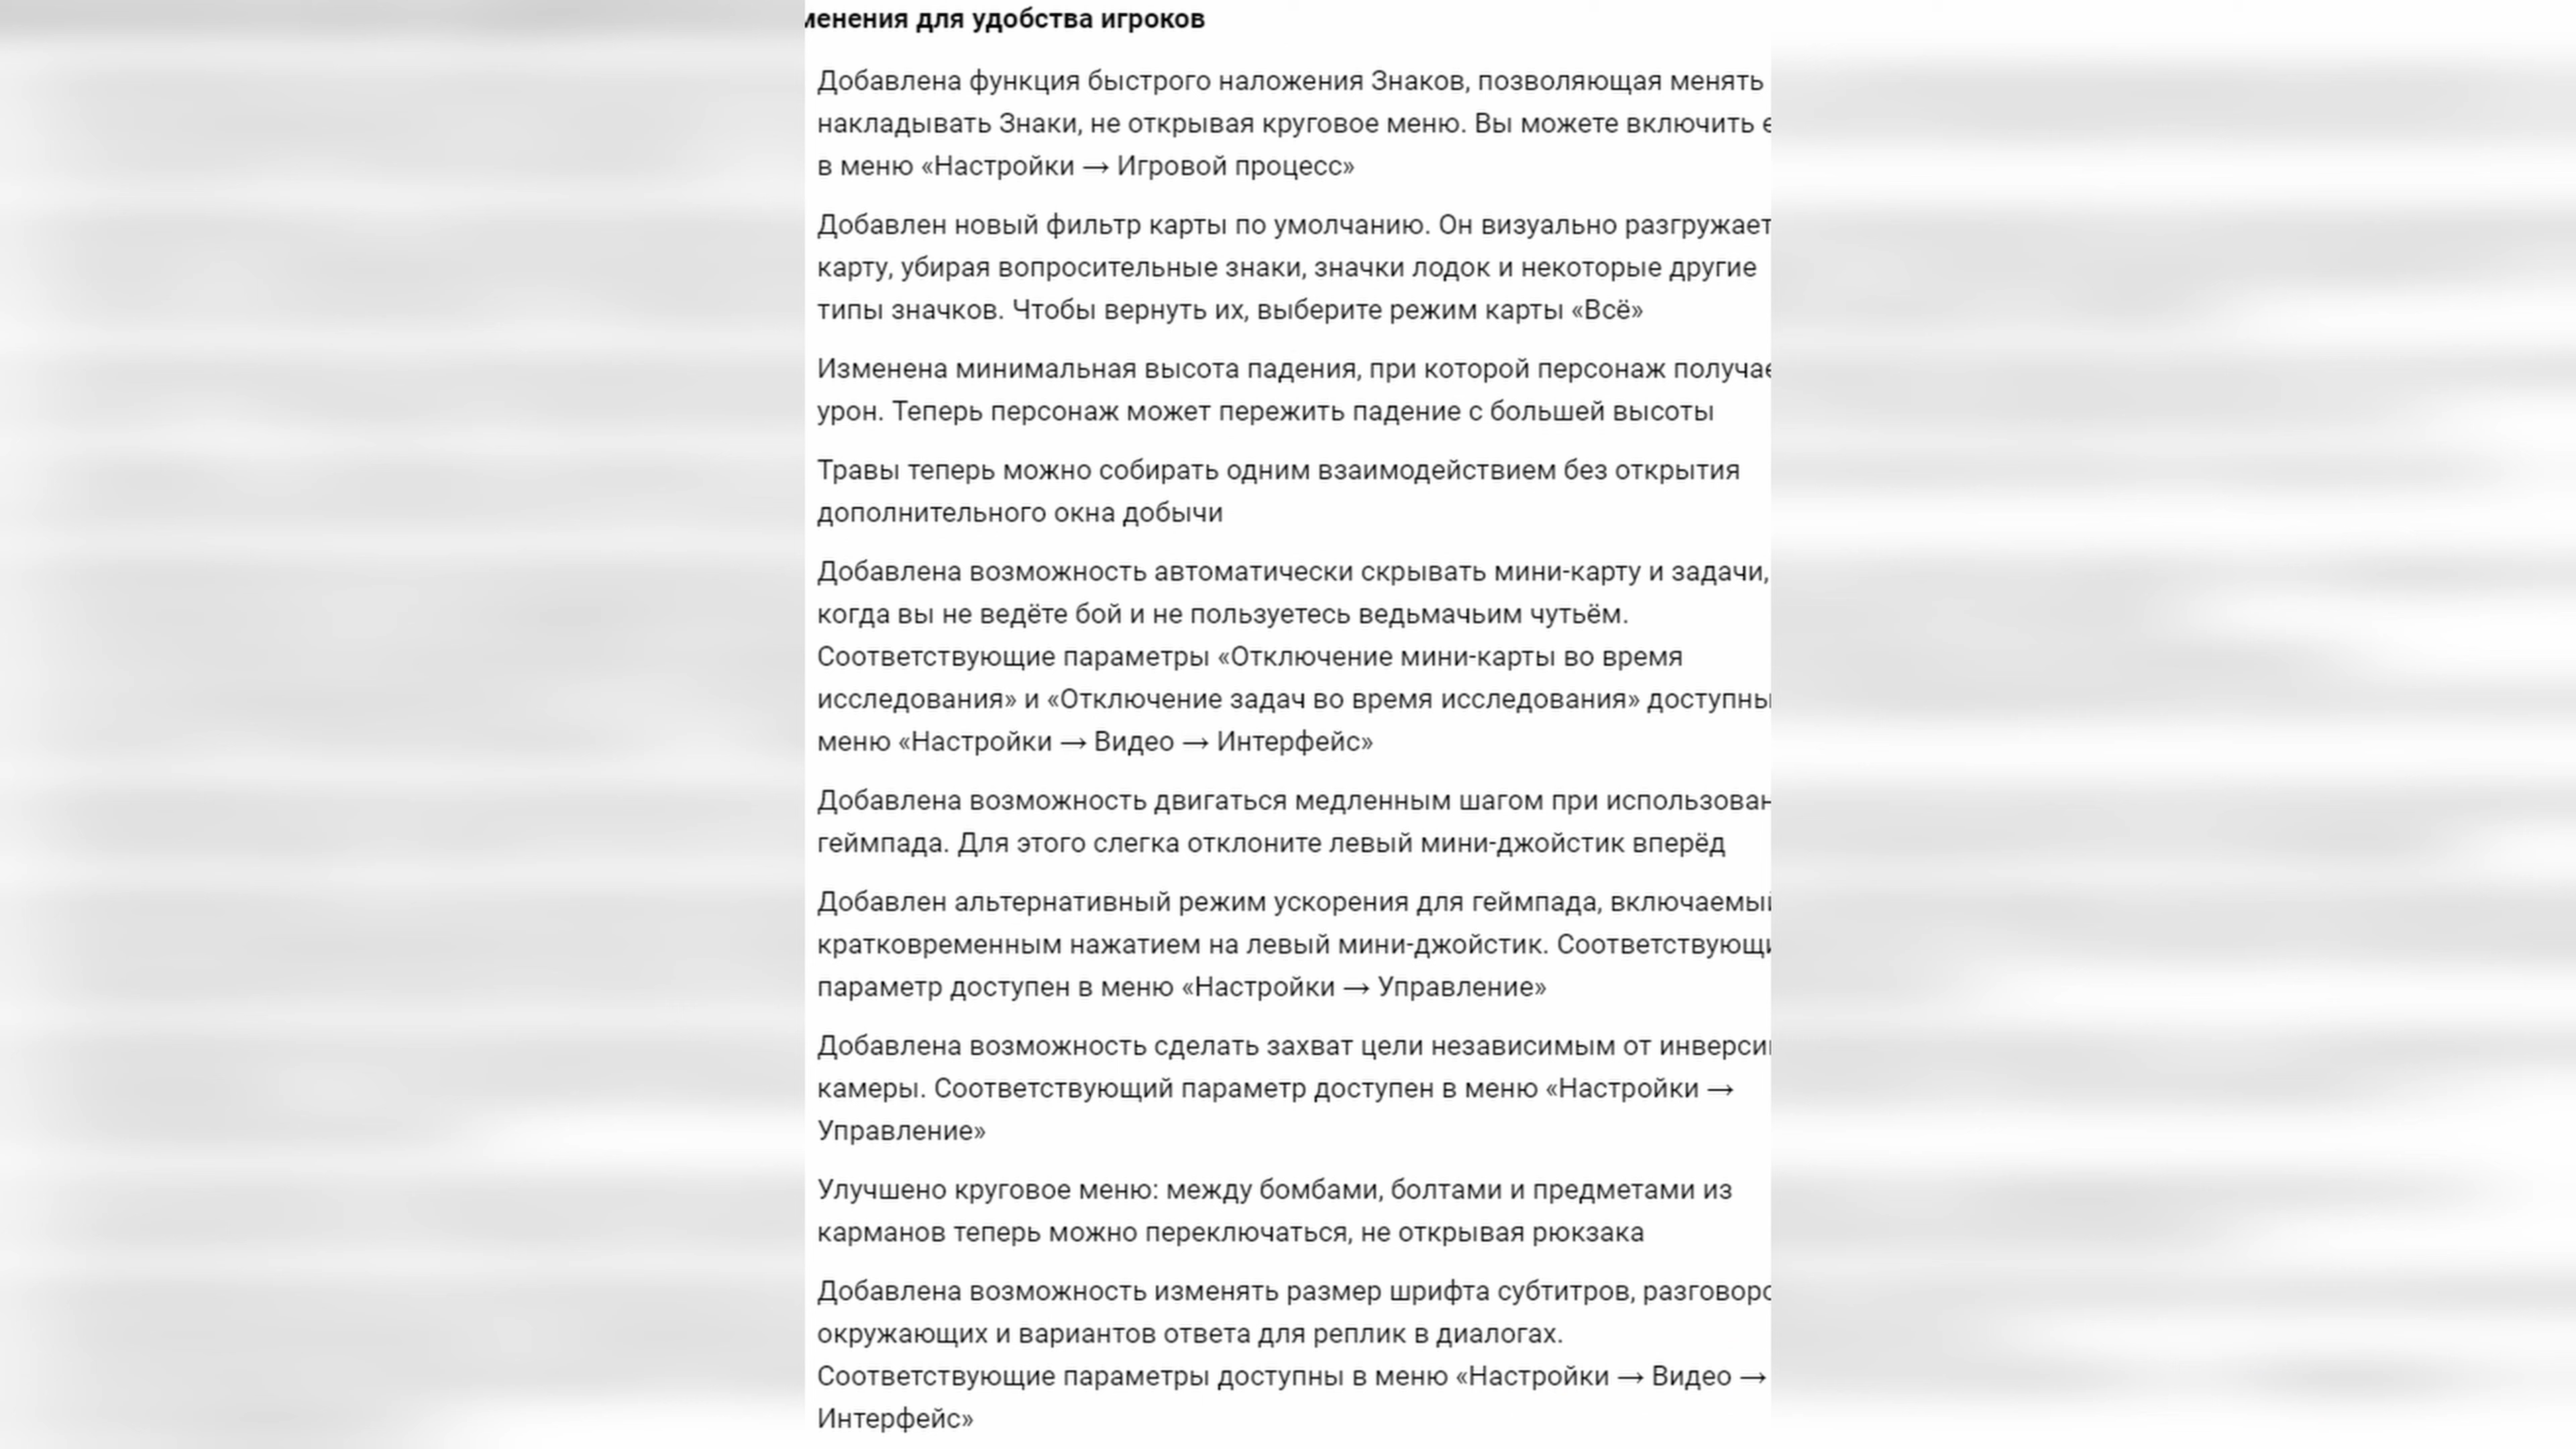 менения для удобства игроков
Добавлена функция быстрого наложения Знаков, позволяющая менять
накладывать Знаки, не открывая круговое меню. Вы можете включить
в меню «Настройки → Игровой процесс»
Добавлен новый фильтр карты по умолчанию. Он визуально разгружает
карту, убирая вопросительные знаки, значки лодок и некоторые другие
типы значков. Чтобы вернуть их, выберите режим карты «Всё»
Изменена минимальная высота падения, при которой персонаж получае
урон. Теперь персонаж может пережить падение с большей высоты
Травы теперь можно собирать одним взаимодействием без открытия
дополнительного окна добычи
Добавлена возможность автоматически скрывать мини-карту и задачи,
когда вы не ведёте бой и не пользуетесь ведьмачьим чутьём.
Соответствующие параметры «Отключение мини-карты во время
исследования» и «Отключение задач во время исследования» доступны
меню «Настройки → Видео → Интерфейс»
Добавлена возможность двигаться медленным шагом при использован
геймпада. Для этого слегка отклоните левый мини-джойстик вперёд
Добавлен альтернативный режим ускорения для геймпада, включаемый
кратковременным нажатием на левый мини-джойстик. Соответствующи
параметр доступен в меню «Настройки → Управление»
Добавлена возможность сделать захват цели независимым от инверси
камеры. Соответствующий параметр доступен в меню «Настройки →
Управление»
Улучшено круговое меню: между бомбами, болтами и предметами из
карманов теперь можно переключаться, не открывая рюкзака
Добавлена возможность изменять размер шрифта субтитров, разговоро
окружающих и вариантов ответа для реплик в диалогах.
Соответствующие параметры доступны в меню «Настройки → Видео →
Интерфейс»